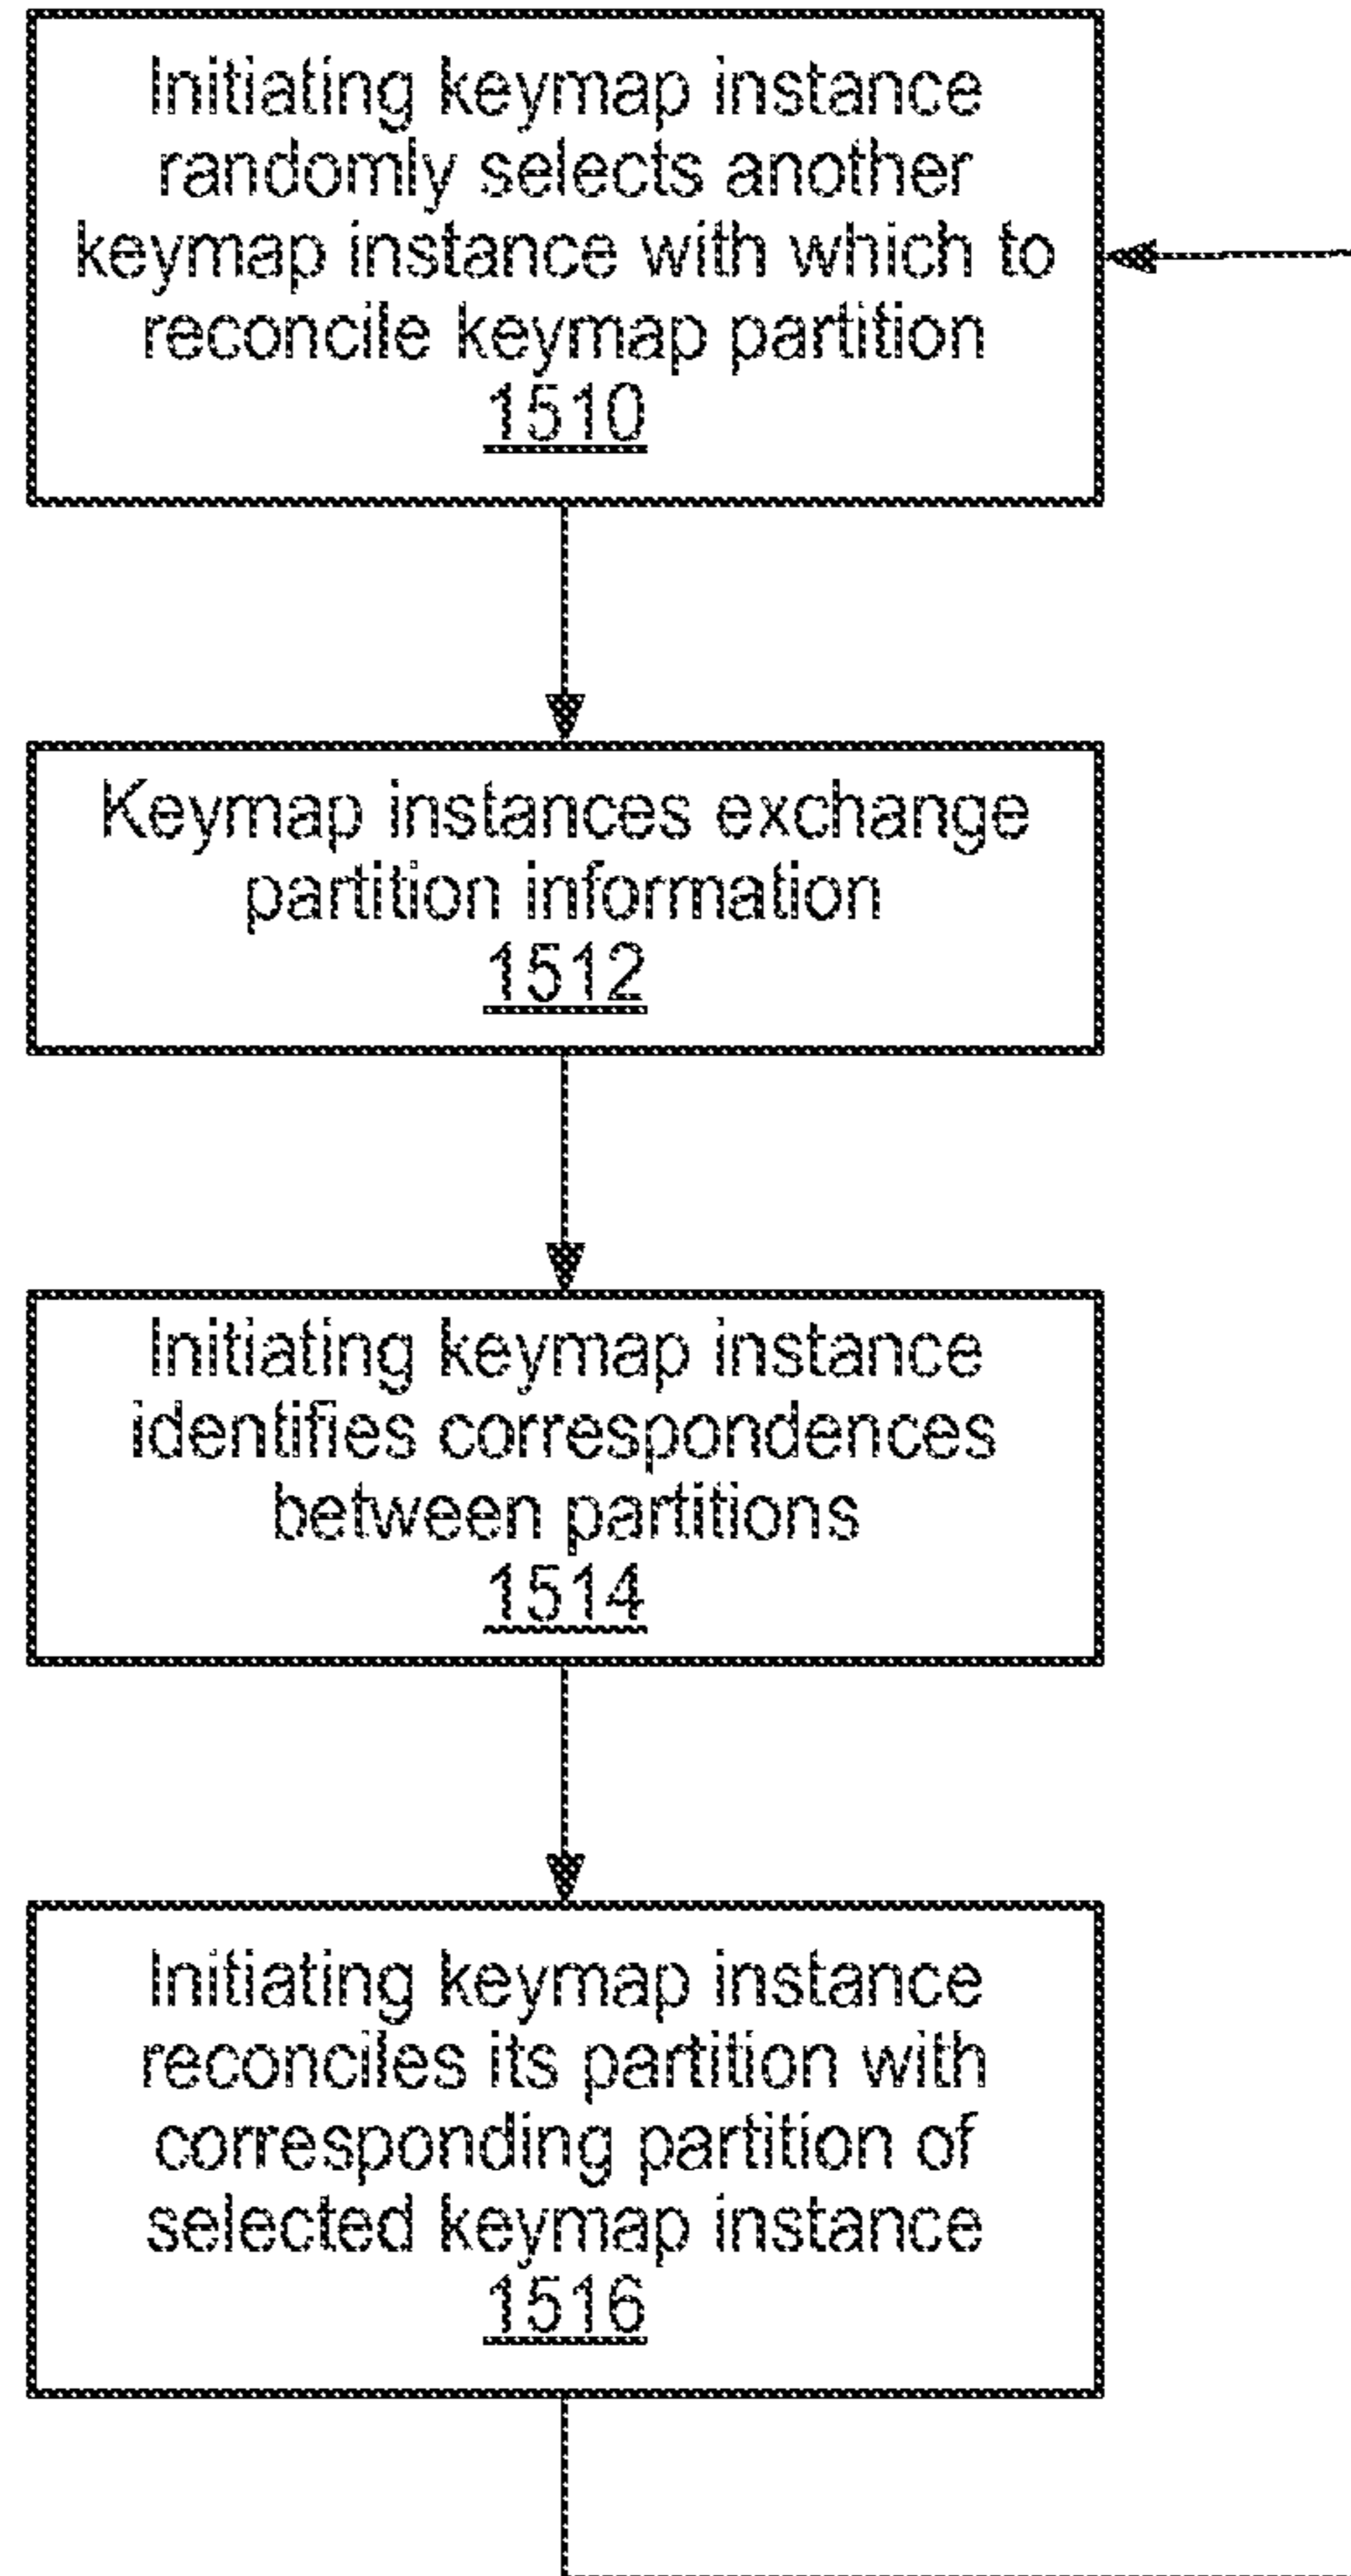 Initiating keymap instance
randomly selects another
keymap instance with which to
reconcile keymap partition
1510
Keymap instances exchange
partition information
1512
Initiating keymap instance
identifies correspondences
between partitions
1514
Initiating keymap instance
reconciles its partition with
corresponding partition of
selected keymap instance
1516